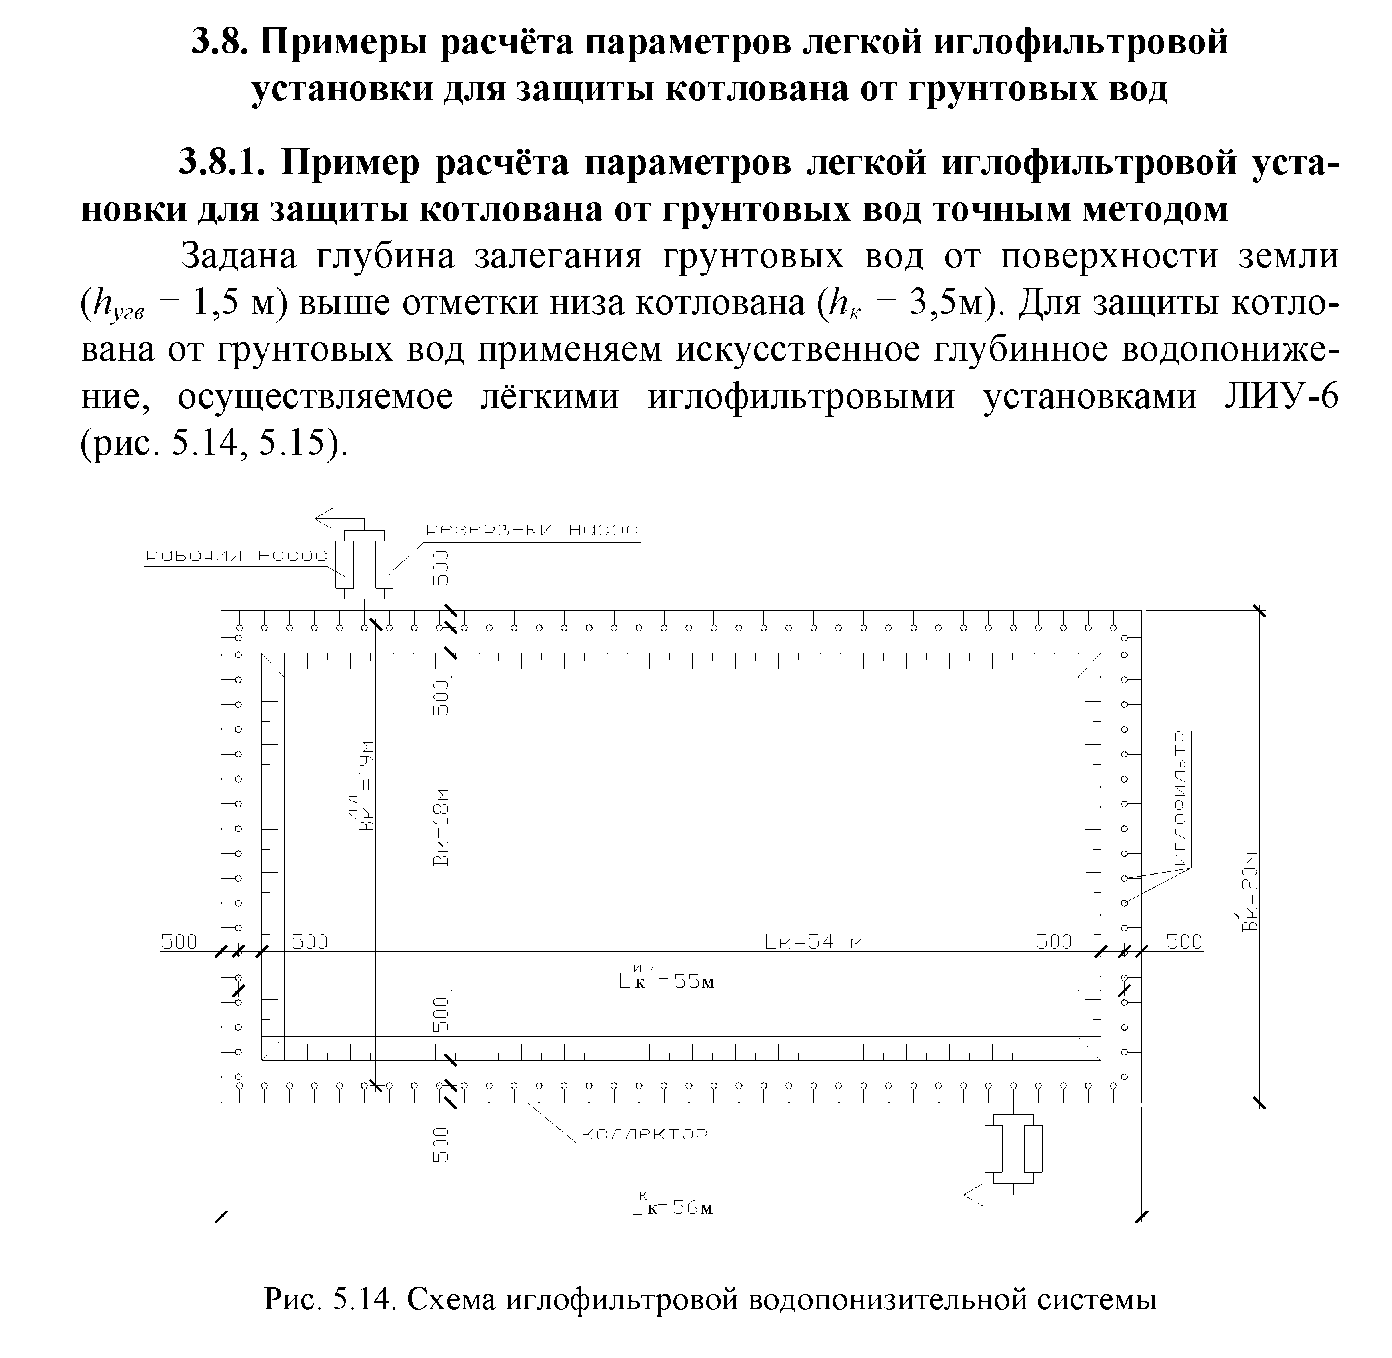 3.8. Примеры расчёта параметров легкой иглофильтровой
установки для защиты котлована от грунтовых вод
3.8.1. Пример расчёта параметров легкой иглофильтровой уста-
новки для защиты котлована от грунтовых вод точным методом
Задана глубина залегания грунтовых вод от поверхности земли
(hугв − 1,5 м) выше отметки низа котлована (hк − 3,5м). Для защиты котло-
вана от грунтовых вод применяем искусственное глубинное водопониже-
ние, осуществляемое лёгкими иглофильтровыми установками ЛИУ-6
(рис. 5.14, 5.15).
500
500
Вк=18м
иглофильтр
Вк=20м
500
500
Lк=54 м
500
500
Lк=55м
500
коллектор
500
к=56м
Рис. 5.14. Схема иглофильтровой водопонизительной системы